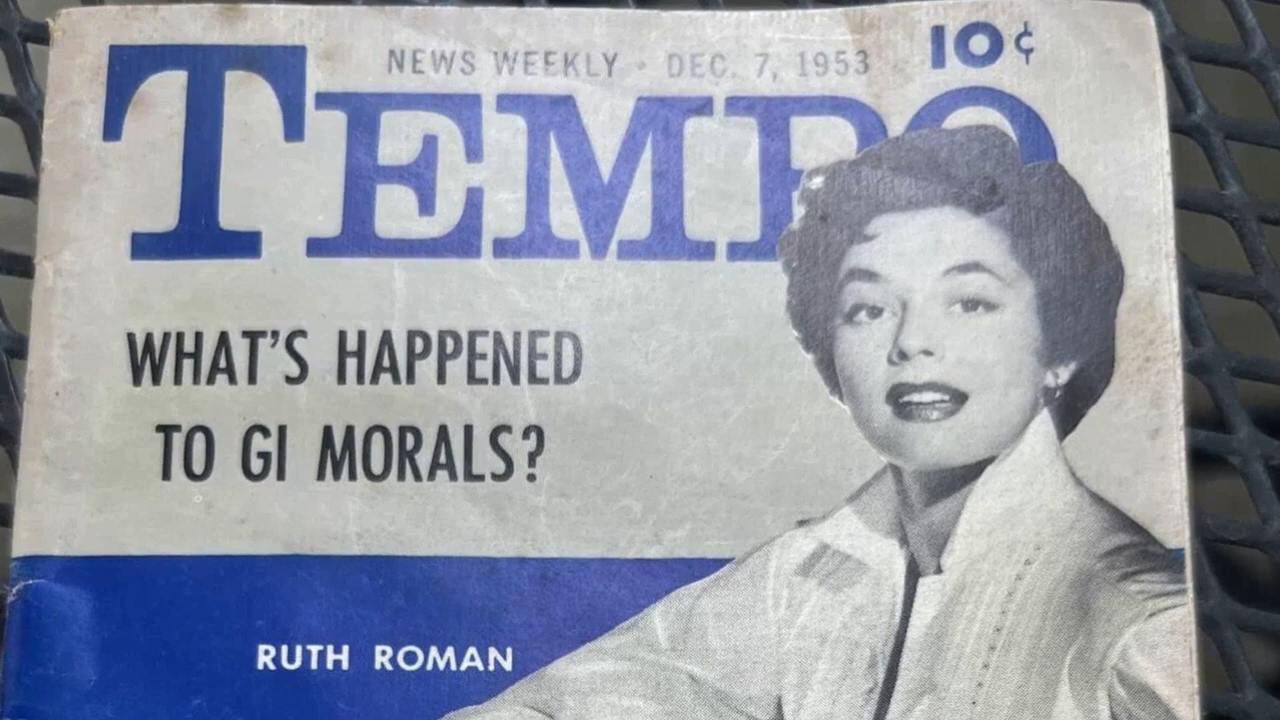 NEWS WEEKLY · DEC. 7, 1953
10¢
TEMPO
WHAT'S HAPPENED
TO GI MORALS?
RUTH ROMAN